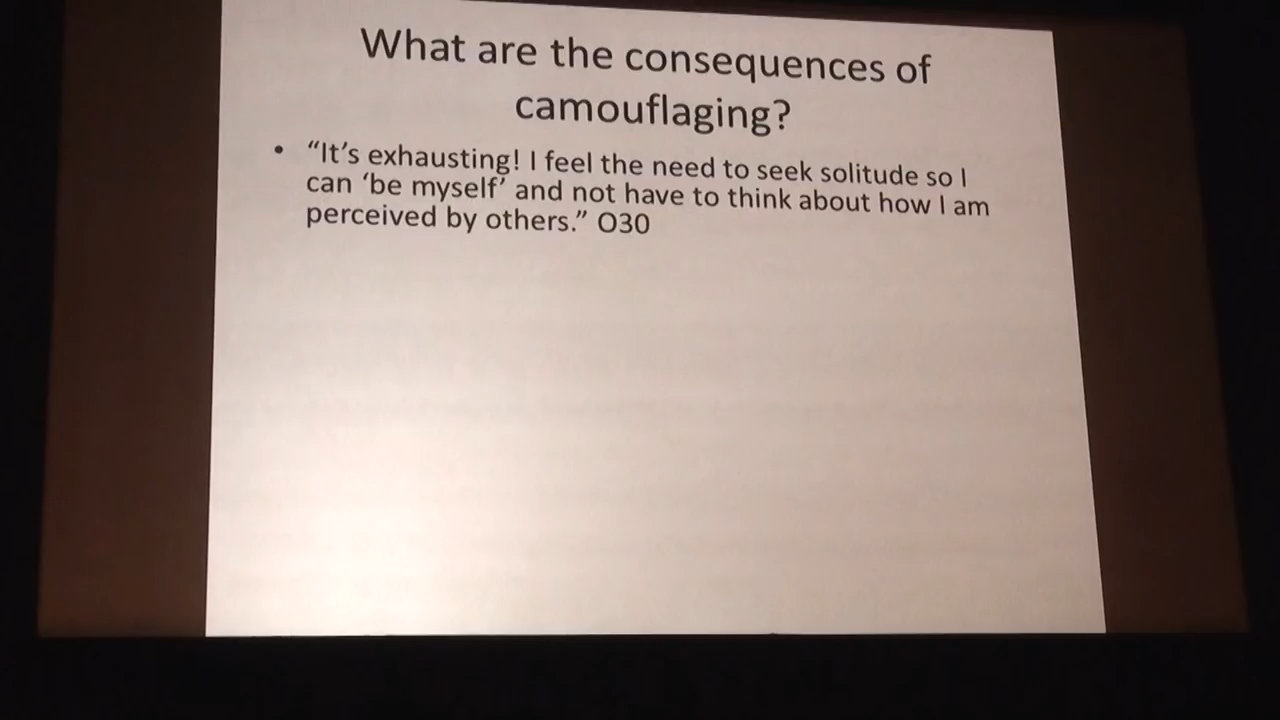 What are the consequences of
camouflaging?
• “It’s exhausting! I feel the need to seek solitude so I
can ‘be myself’ and not have to think about how I am
perceived by others.” O30